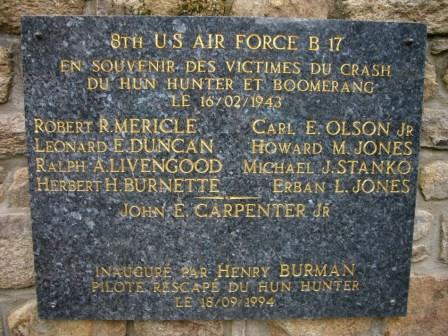 8TH U.S AIR FORCE B 17
EN SOUVENIR DES VICTIMES DU CRASH
DU HUN HUNTER ET BOOMERANG
LE 16/02/1943
ROBERT R.MERICLE CARL E.OLSON JR
LEONARD E.DUNCAN HOWARD M.JONES
RALPH A.LIVENGOOD MICHAEL J.STANKO
HERBERT H.BURNETTE ERBAN L.JONES
JOHN E.CARPENTER JR
INAUGURÉ PAR HENRY BURMAN
PILOTE RESCAPÉ DU HUN HUNTER
LE 18/09/1994